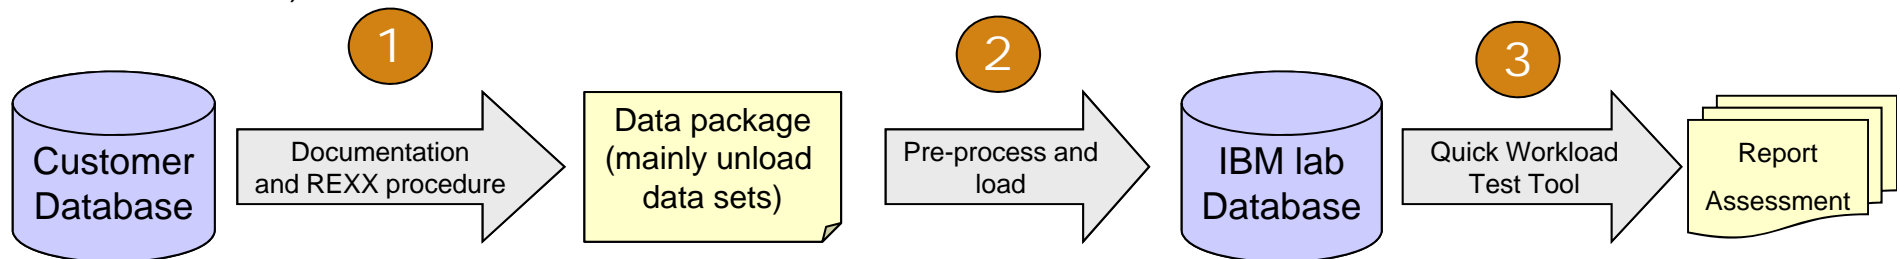 1
2
3
Customer
Database
Documentation
and REXX procedure
Data package
(mainly unload
data sets)
Pre-process and
load
IBM lab
Database
Quick Workload
Test Tool
Report
Assessment